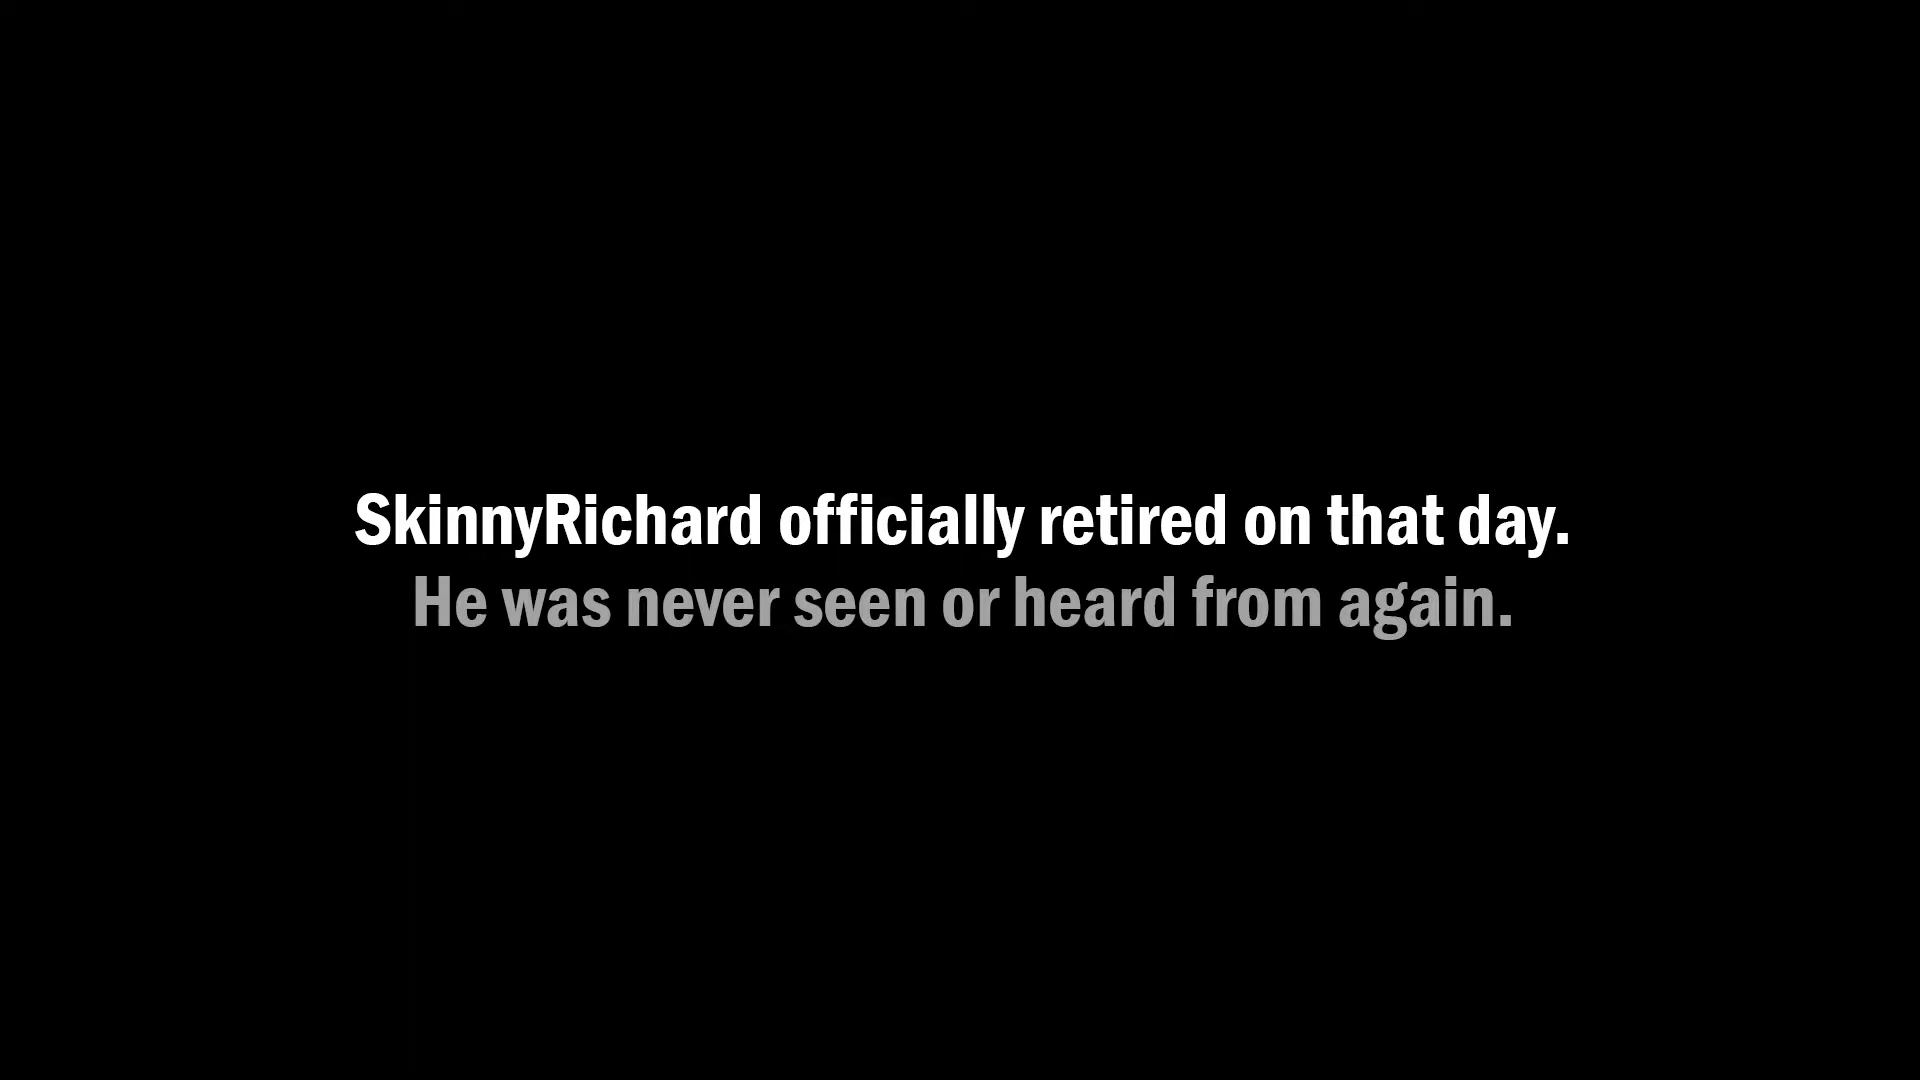 SkinnyRichard officially retired on that day.
He was never seen or heard from again.